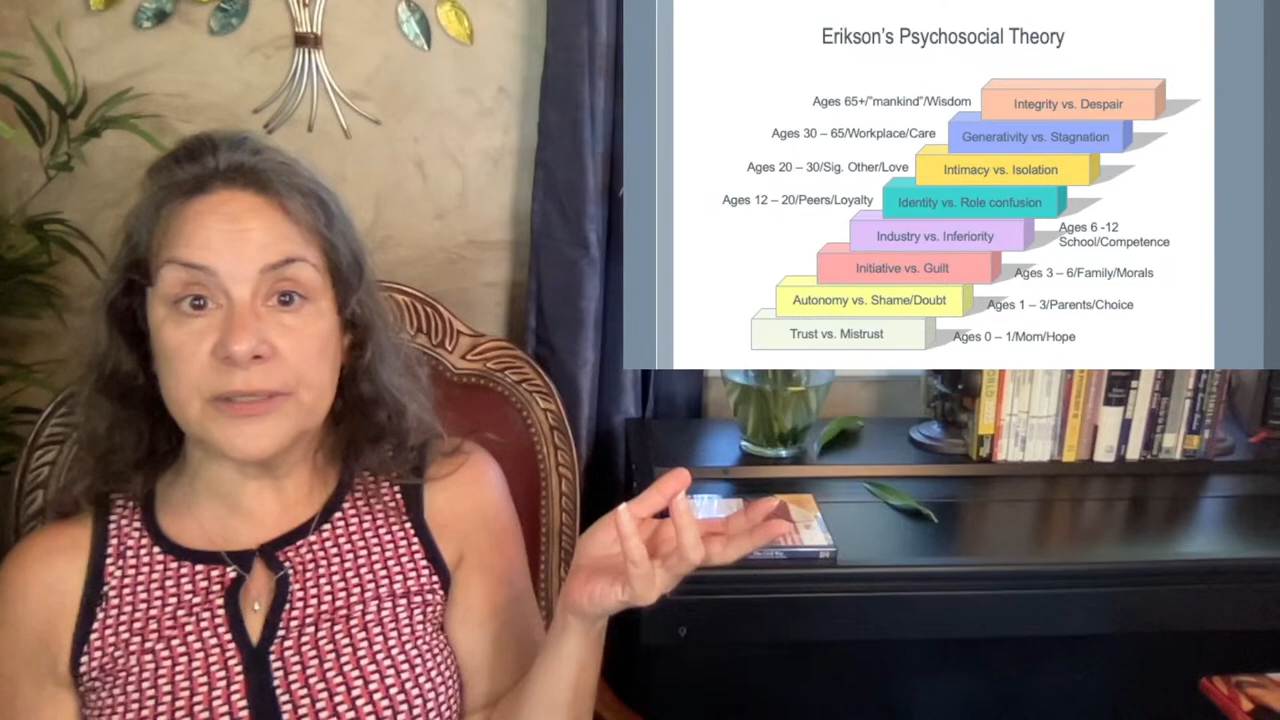 Erikson's Psychosocial Theory
Ages 65+/"mankind"/Wisdom
Integrity vs. Despair
Ages 30 – 65/Workplace/Care
Generativity vs. Stagnation
Ages 20 – 30/Sig. Other/Love
Intimacy vs. Isolation
Ages 12 – 20/Peers/Loyalty
Identity vs. Role confusion
Industry vs. Inferiority
Ages 6 -12
School/Competence
Initiative vs. Guilt
Ages 3 – 6/Family/Morals
Autonomy vs. Shame/Doubt
Ages 1 – 3/Parents/Choice
Trust vs. Mistrust
Ages 0 – 1/Mom/Hope